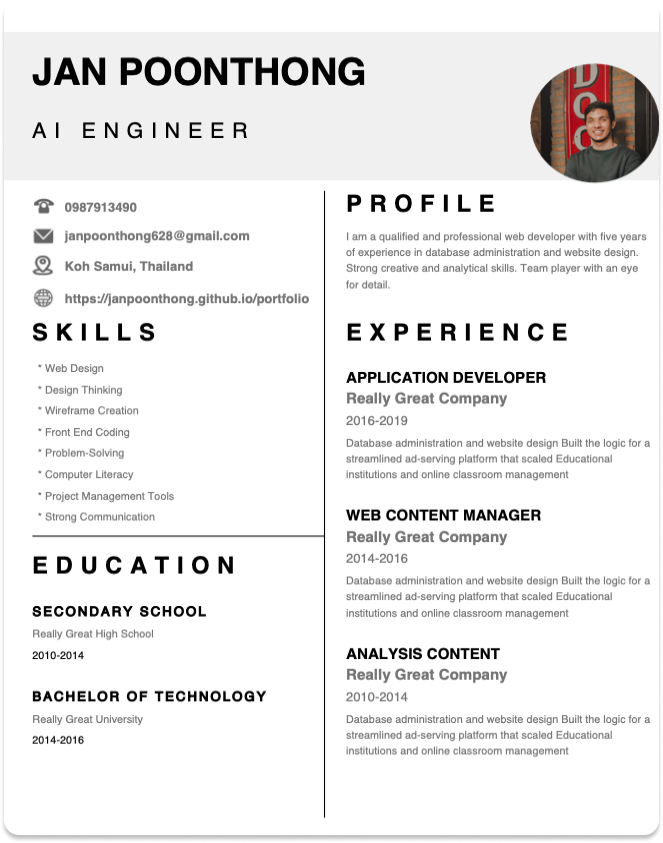 JAN POONTHONG
AI ENGINEER
DOC
0987913490
janpoonthong628@gmail.com
Koh Samui, Thailand
https://janpoonthong.github.io/portfolio
SKILLS
* Web Design
* Design Thinking
* Wireframe Creation
* Front End Coding
* Problem-Solving
* Computer Literacy
* Project Management Tools
* Strong Communication
EDUCATION
SECONDARY SCHOOL
Really Great High School
2010-2014
BACHELOR OF TECHNOLOGY
Really Great University
2014-2016
PROFILE
I am a qualified and professional web developer with five years
of experience in database administration and website design.
Strong creative and analytical skills. Team player with an eye
for detail.
EXPERIENCE
APPLICATION DEVELOPER
Really Great Company
2016-2019
Database administration and website design Built the logic for a
streamlined ad-serving platform that scaled Educational
institutions and online classroom management
WEB CONTENT MANAGER
Really Great Company
2014-2016
Database administration and website design Built the logic for a
streamlined ad-serving platform that scaled Educational
institutions and online classroom management
ANALYSIS CONTENT
Really Great Company
2010-2014
Database administration and website design Built the logic for a
streamlined ad-serving platform that scaled Educational
institutions and online classroom management